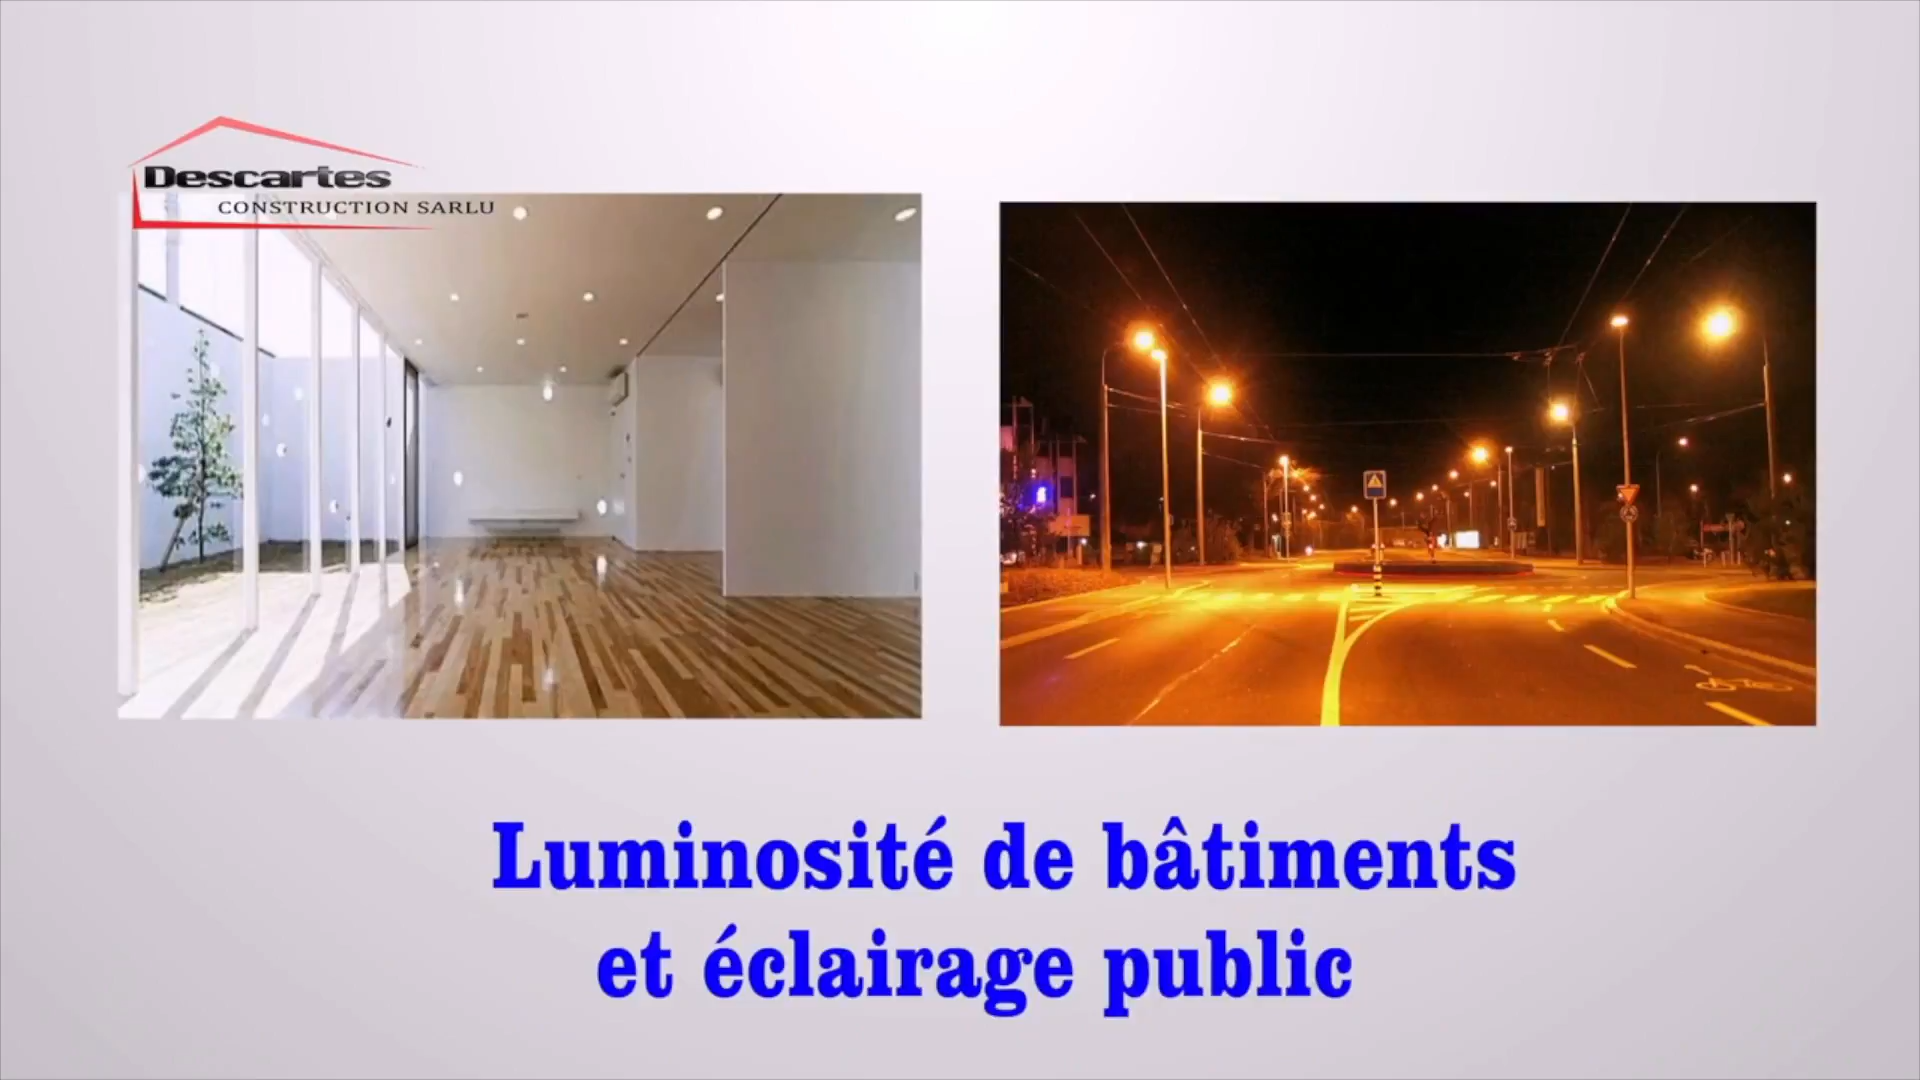 Descartes
CONSTRUCTION SARLU
Luminosité de bâtiments
et éclairage public